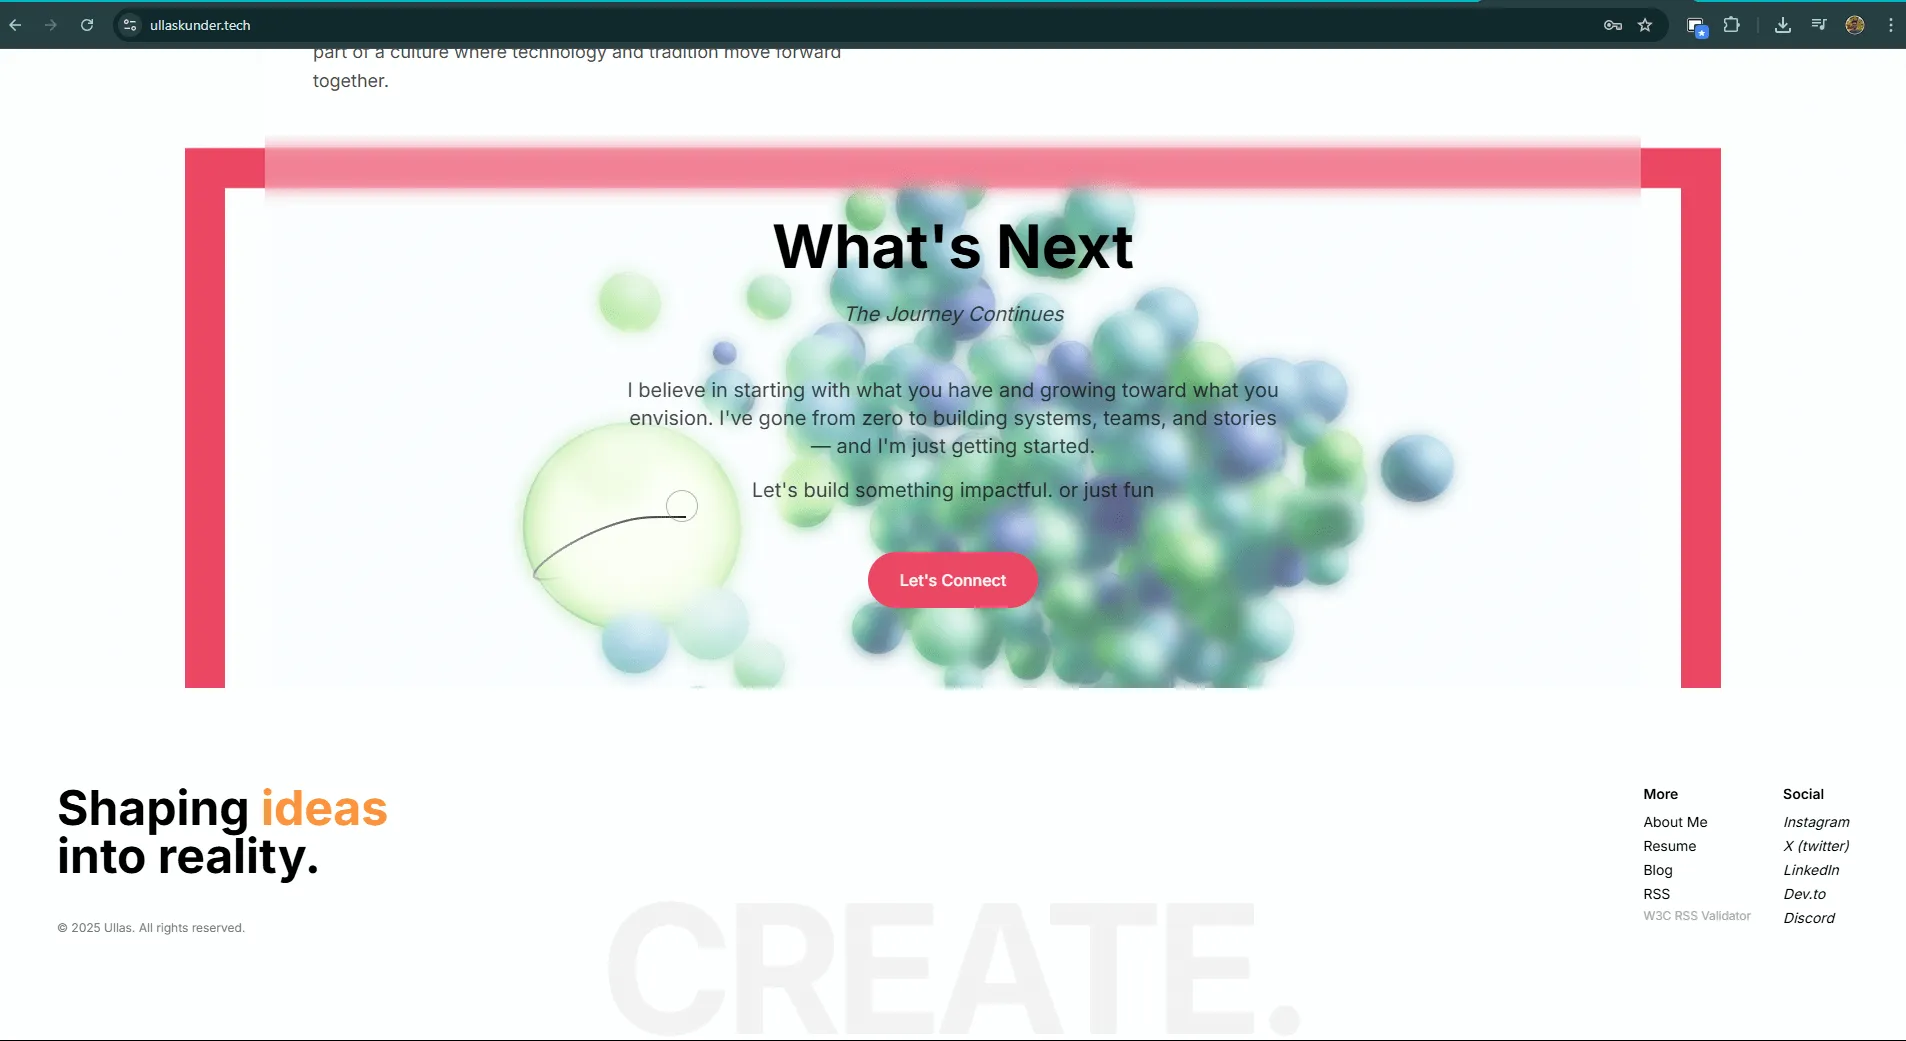 ullaskunder.tech
part of a culture where technology and tradition move forward
together.
What's Next
The Journey Continues
I believe in starting with what you have and growing toward what you
envision. I've gone from zero to building systems, teams, and stories
— and I'm just getting started.
Let's build something impactful. or just fun
Let's Connect
Shaping ideas
into reality.
© 2025 Ullas. All rights reserved.
More
About Me
Resume
Blog
RSS
W3C RSS Validator
Social
Instagram
X (twitter)
LinkedIn
Dev.to
Discord
CREATE.